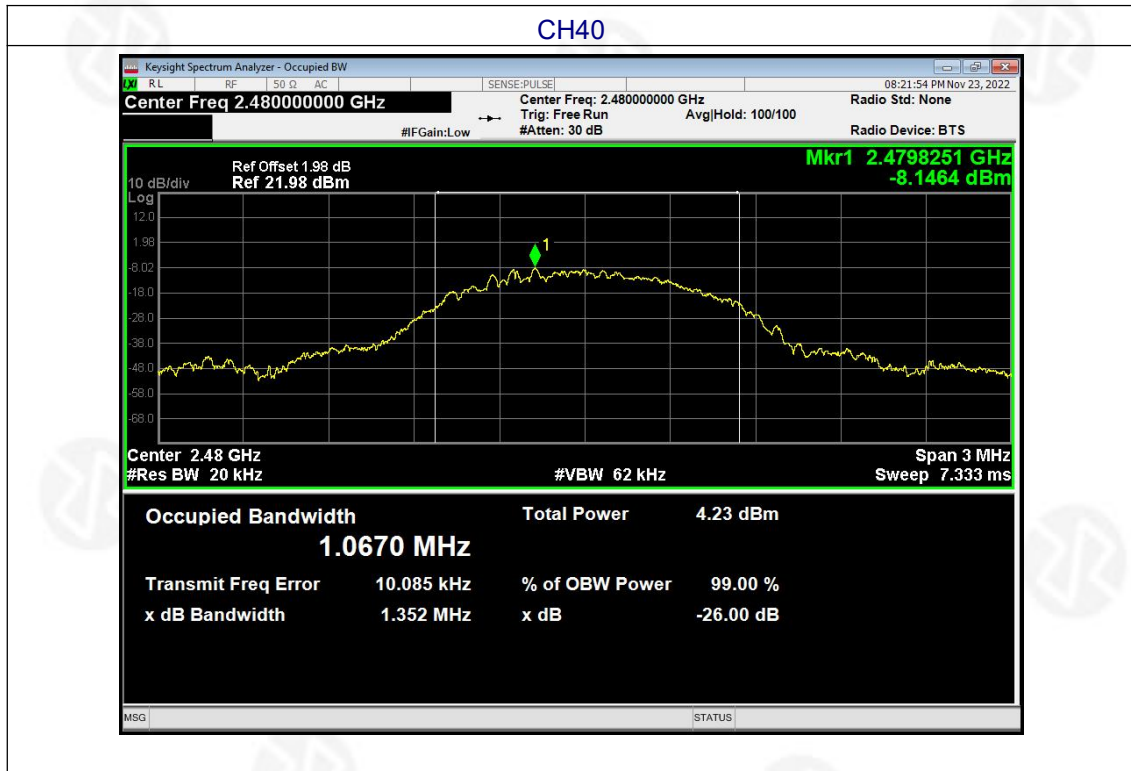 CH40
Keysight Spectrum Analyzer - Occupied BW
LXI RL RF 50 Ω AC SENSE:PULSE 08:21:54 PM Nov 23, 2022
Center Freq 2.480000000 GHz Center Freq: 2.480000000 GHz Radio Std: None
Trig: Free Run Avg|Hold: 100/100
#IFGain:Low #Atten: 30 dB Radio Device: BTS
Mkr1 2.4798251 GHz
Ref Offset 1.98 dB
10 dB/div Ref 21.98 dBm -8.1464 dBm
Log
12.0
1.98
1
-8.02
-18.0
-28.0
-38.0
-48.0
-58.0
-68.0
Center 2.48 GHz Span 3 MHz
#Res BW 20 kHz #VBW 62 kHz Sweep 7.333 ms
Occupied Bandwidth Total Power 4.23 dBm
1.0670 MHz
Transmit Freq Error 10.085 kHz % of OBW Power 99.00 %
x dB Bandwidth 1.352 MHz x dB -26.00 dB
MSG STATUS